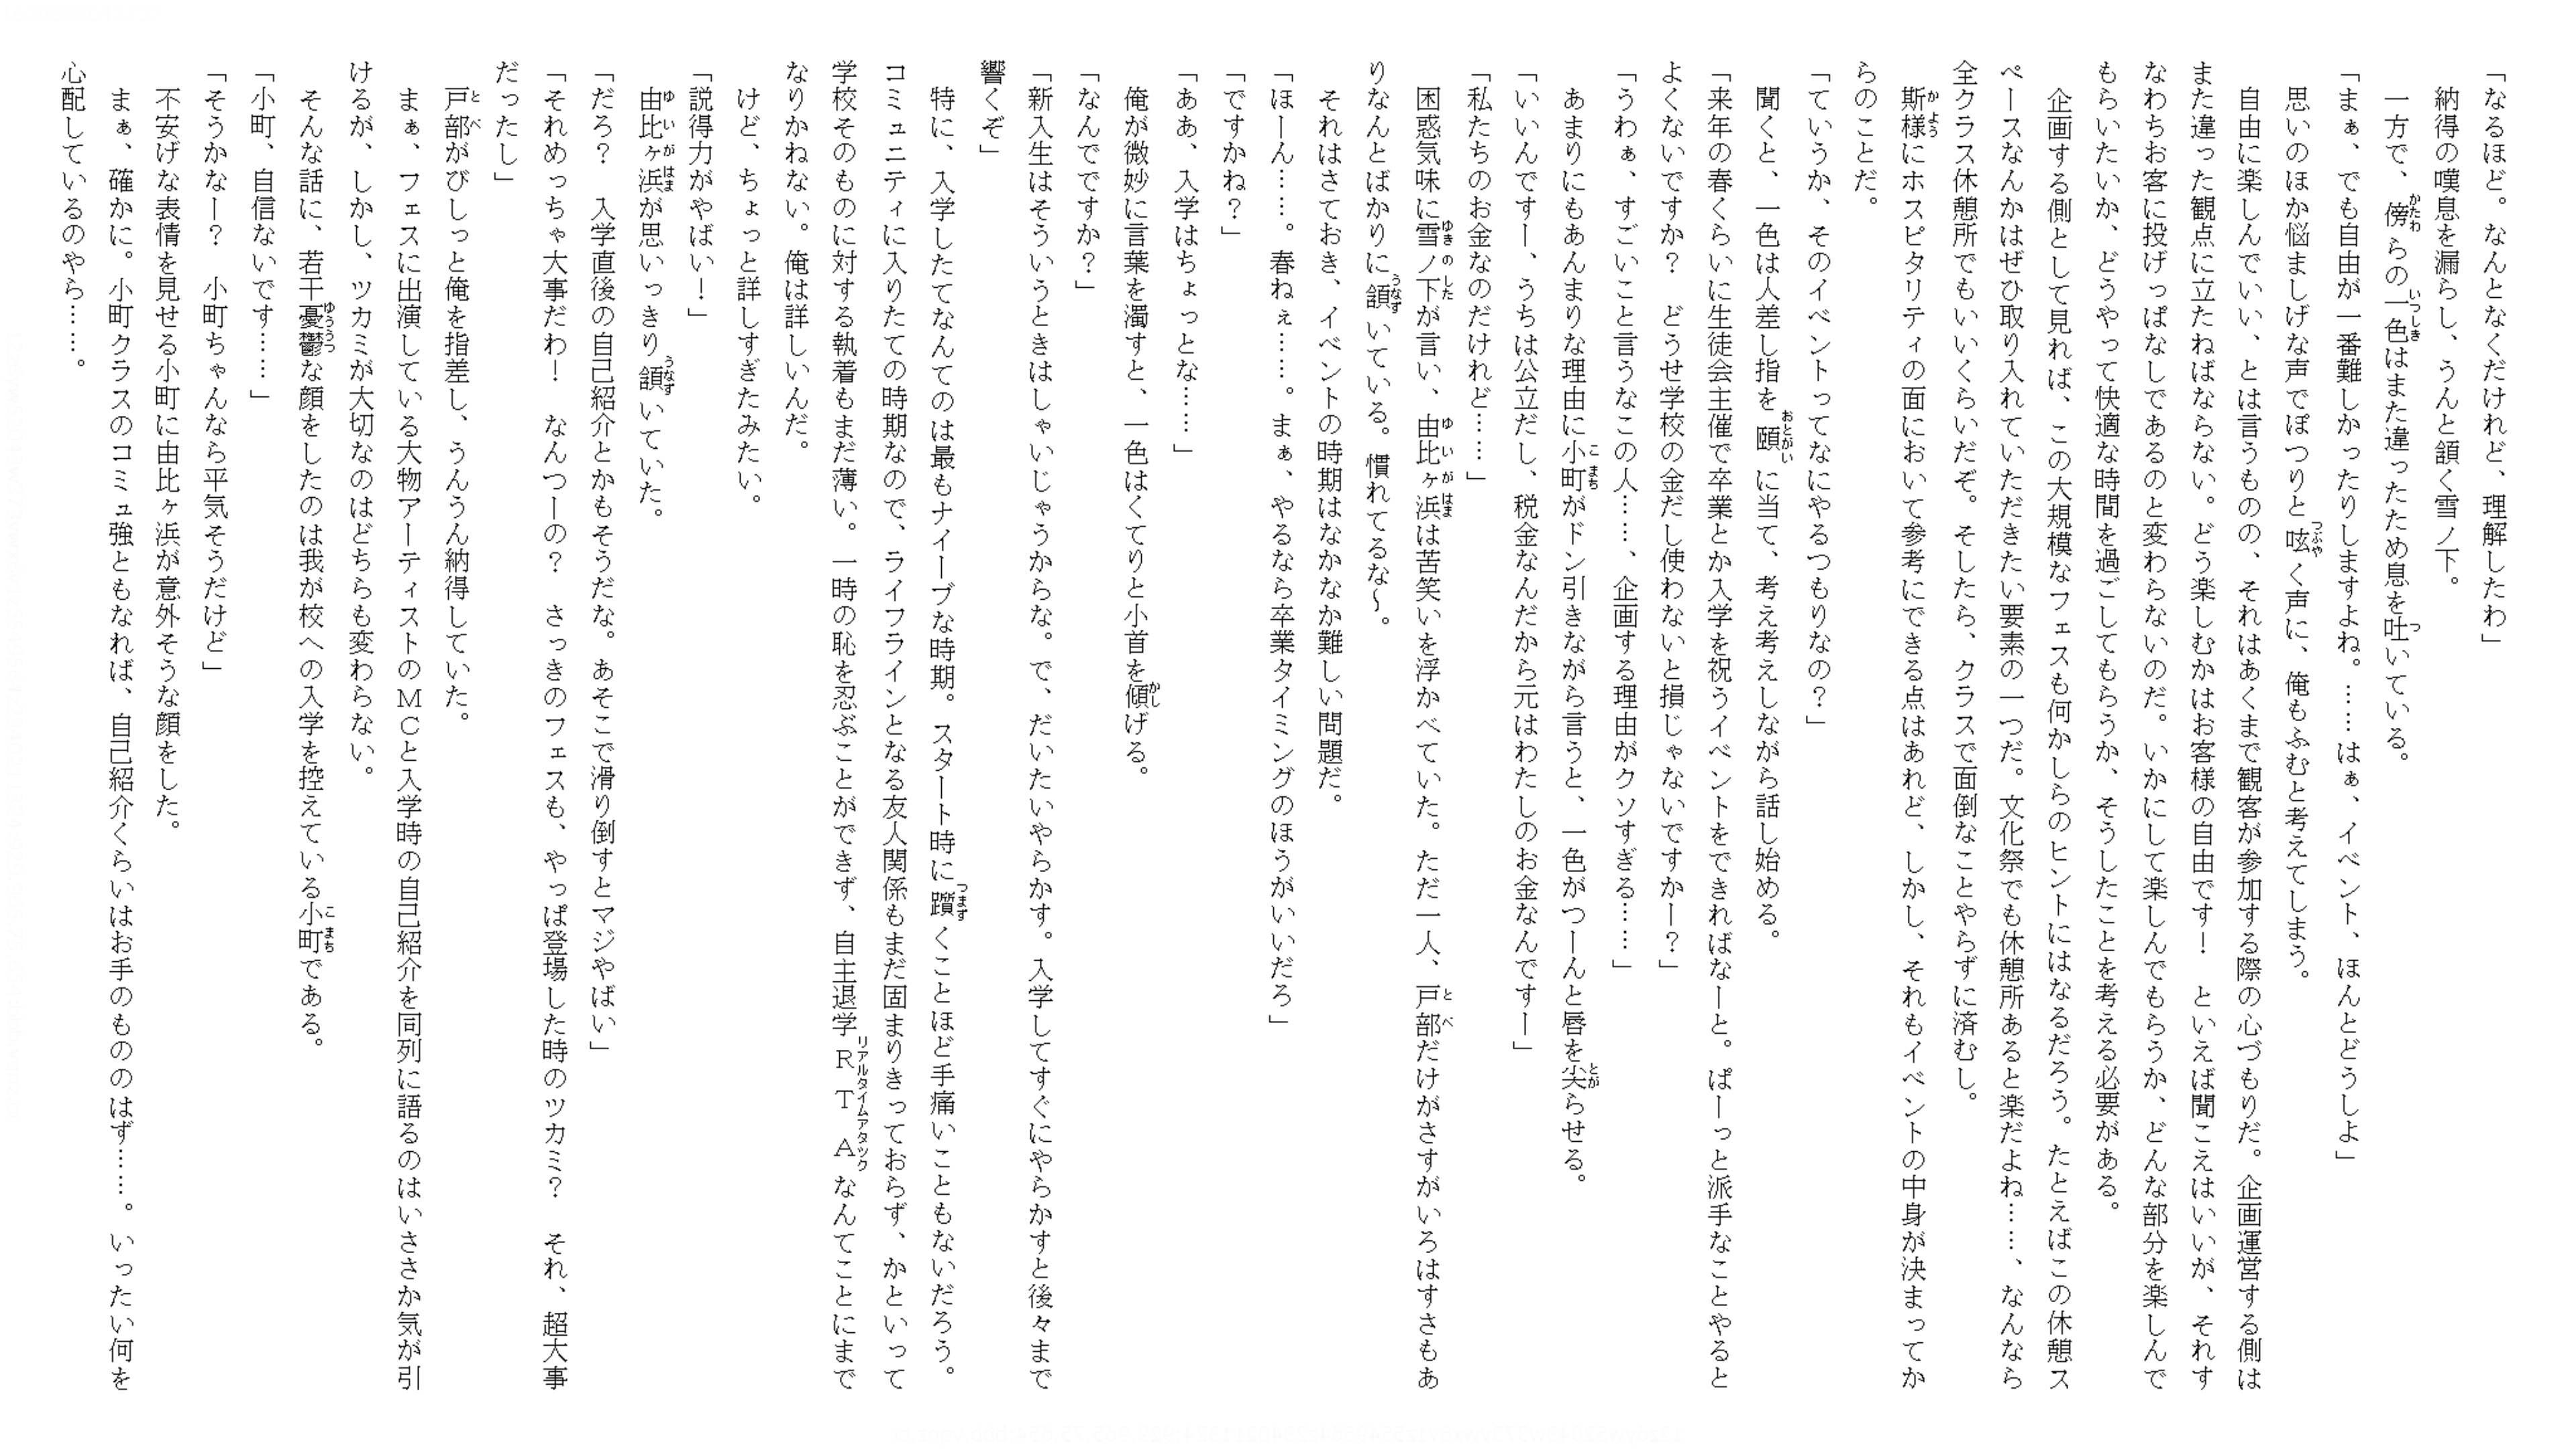 「なるほど。なんとなくだけれど、理解したわ」
　納得の嘆息を漏らし、うんと頷く雪ノ下。
　一方で、傍らの一色はまた違ったため息を吐いている。
「まぁ、でも自由が一番難しかったりしますよね。……はぁ、イベント、ほんとどうしよ」
　思いのほか悩ましげな声でぽつりと呟く声に、俺もふむと考えてしまう。
　自由に楽しんでいい、とは言うものの、それはあくまで観客が参加する際の心づもりだ。企画運営する側は
また違った観点に立たねばならない。どう楽しむかはお客様の自由です！　といえば聞こえはいいが、それす
なわちお客に投げっぱなしであるのと変わらないのだ。いかにして楽しんでもらうか、どんな部分を楽しんで
もらいたいか、どうやって快適な時間を過ごしてもらうか、そうしたことを考える必要がある。
　企画する側として見れば、この大規模なフェスも何かしらのヒントにはなるだろう。たとえばこの休憩ス
ペースなんかはぜひ取り入れていただきたい要素の一つだ。文化祭でも休憩所あると楽だよね……、なんなら
全クラス休憩所でもいいくらいだぞ。そしたら、クラスで面倒なことやらずに済むし。
　斯様にホスピタリティの面において参考にできる点はあれど、しかし、それもイベントの中身が決まってか
らのことだ。
「ていうか、そのイベントってなにやるつもりなの？」
　聞くと、一色は人差し指を頤に当て、考え考えしながら話し始める。
「来年の春くらいに生徒会主催で卒業とか入学を祝うイベントをできればなーと。ぱーっと派手なことやると
よくないですか？　どうせ学校の金だし使わないと損じゃないですかー？」
「うわぁ、すごいこと言うなこの人……、企画する理由がクソすぎる……」
　あまりにもあんまりな理由に小町がドン引きながら言うと、一色がつーんと唇を尖らせる。
「いいんですー、うちは公立だし、税金なんだから元はわたしのお金なんですー」
「私たちのお金なのだけれど……」
　困惑気味に雪ノ下が言い、由比ヶ浜は苦笑いを浮かべていた。ただ一人、戸部だけがさすがいろはすさもあ
りなんとばかりに頷いている。慣れてるな～。
　それはさておき、イベントの時期はなかなか難しい問題だ。
「ほーん……。春ねぇ……。まぁ、やるなら卒業タイミングのほうがいいだろ」
「ですかね？」
「ああ、入学はちょっとな……」
　俺が微妙に言葉を濁すと、一色はくてりと小首を傾げる。
「なんでですか？」
「新入生はそういうときはしゃいじゃうからな。で、だいたいやらかす。入学してすぐにやらかすと後々まで
響くぞ」
　特に、入学したてなんてのは最もナイーブな時期。スタート時に躓くことほど手痛いこともないだろう。
コミュニティに入りたての時期なので、ライフラインとなる友人関係もまだ固まりきっておらず、かといって
学校そのものに対する執着もまだ薄い。一時の恥を忍ぶことができず、自主退学ＲＴＡなんてことにまで
なりかねない。俺は詳しいんだ。
　けど、ちょっと詳しすぎたみたい。
「説得力がやばい！」
　由比ヶ浜が思いっきり頷いていた。
「だろ？　入学直後の自己紹介とかもそうだな。あそこで滑り倒すとマジやばい」
「それめっちゃ大事だわ！　なんつーの？　さっきのフェスも、やっぱ登場した時のツカミ？　それ、超大事
だったし」
　戸部がびしっと俺を指差し、うんうん納得していた。
　まぁ、フェスに出演している大物アーティストのＭＣと入学時の自己紹介を同列に語るのはいささか気が引
けるが、しかし、ツカミが大切なのはどちらも変わらない。
　そんな話に、若干憂鬱な顔をしたのは我が校への入学を控えている小町である。
「小町、自信ないです……」
「そうかなー？　小町ちゃんなら平気そうだけど」
　不安げな表情を見せる小町に由比ヶ浜が意外そうな顔をした。
　まぁ、確かに。小町クラスのコミュ強ともなれば、自己紹介くらいはお手のもののはず……。いったい何を
心配しているのやら……。